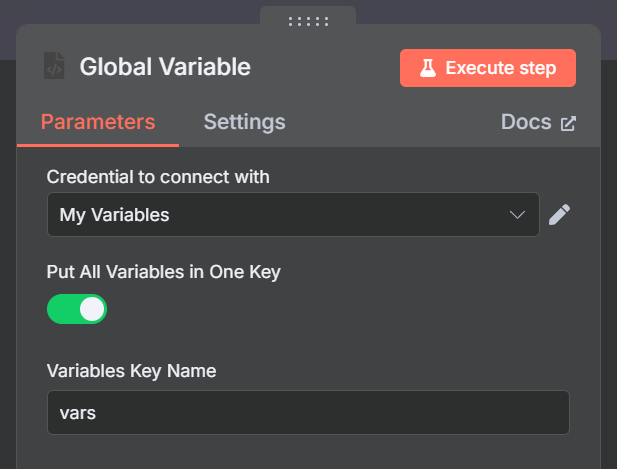 Global Variable
Execute step
Parameters
Settings
Docs
Credential to connect with
My Variables
Put All Variables in One Key
Variables Key Name
vars